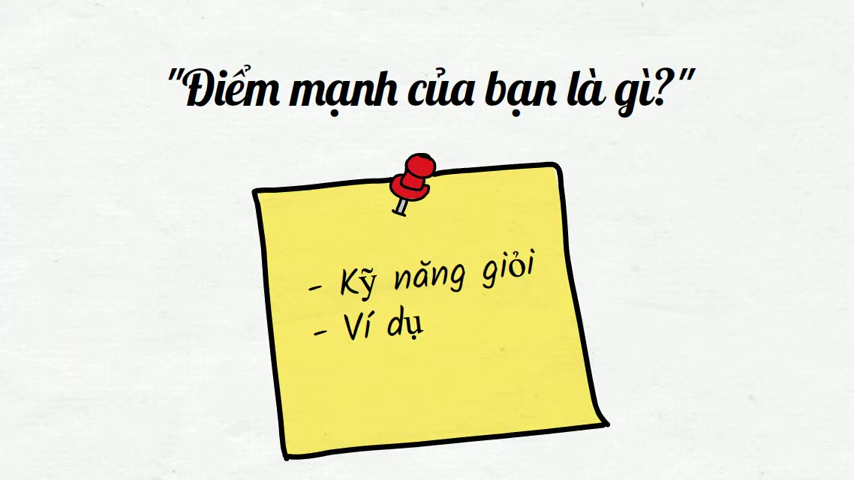 "Điểm mạnh của bạn là gì?"
- Kỹ năng giỏi
- Ví dụ